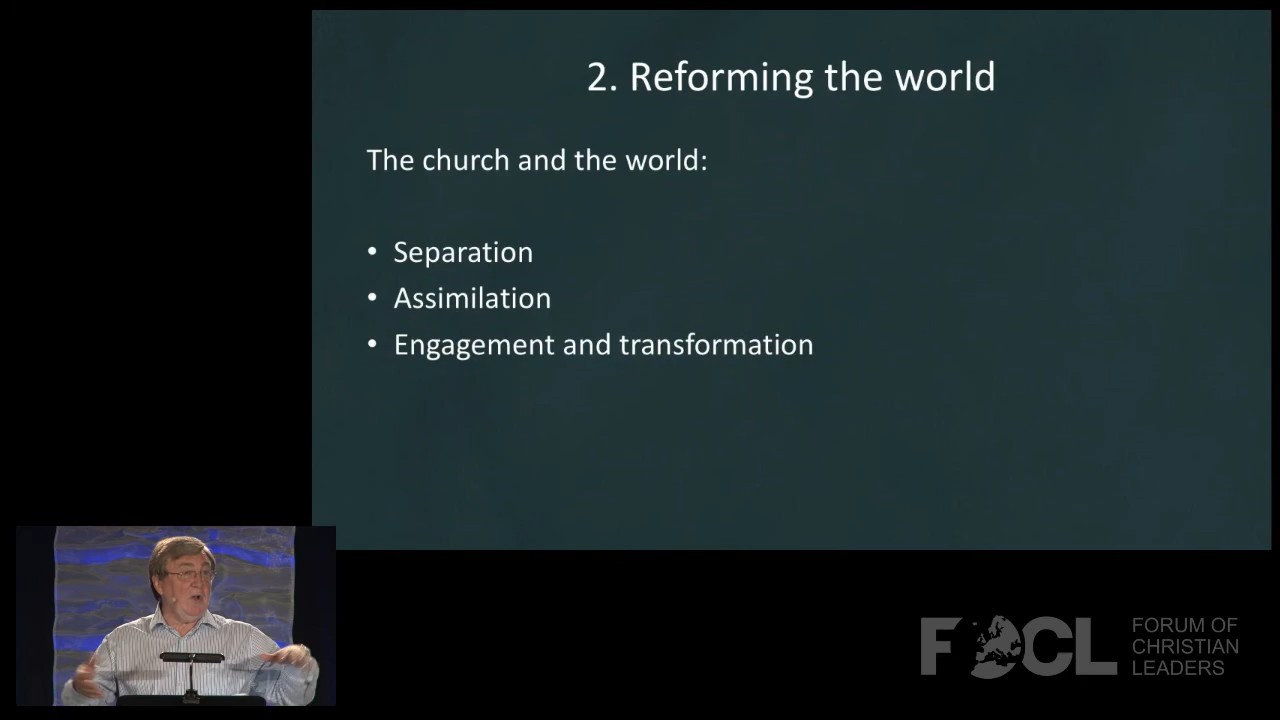 2. Reforming the world
The church and the world:
• Separation
• Assimilation
• Engagement and transformation
FOCL
FORUM OF
CHRISTIAN
LEADERS